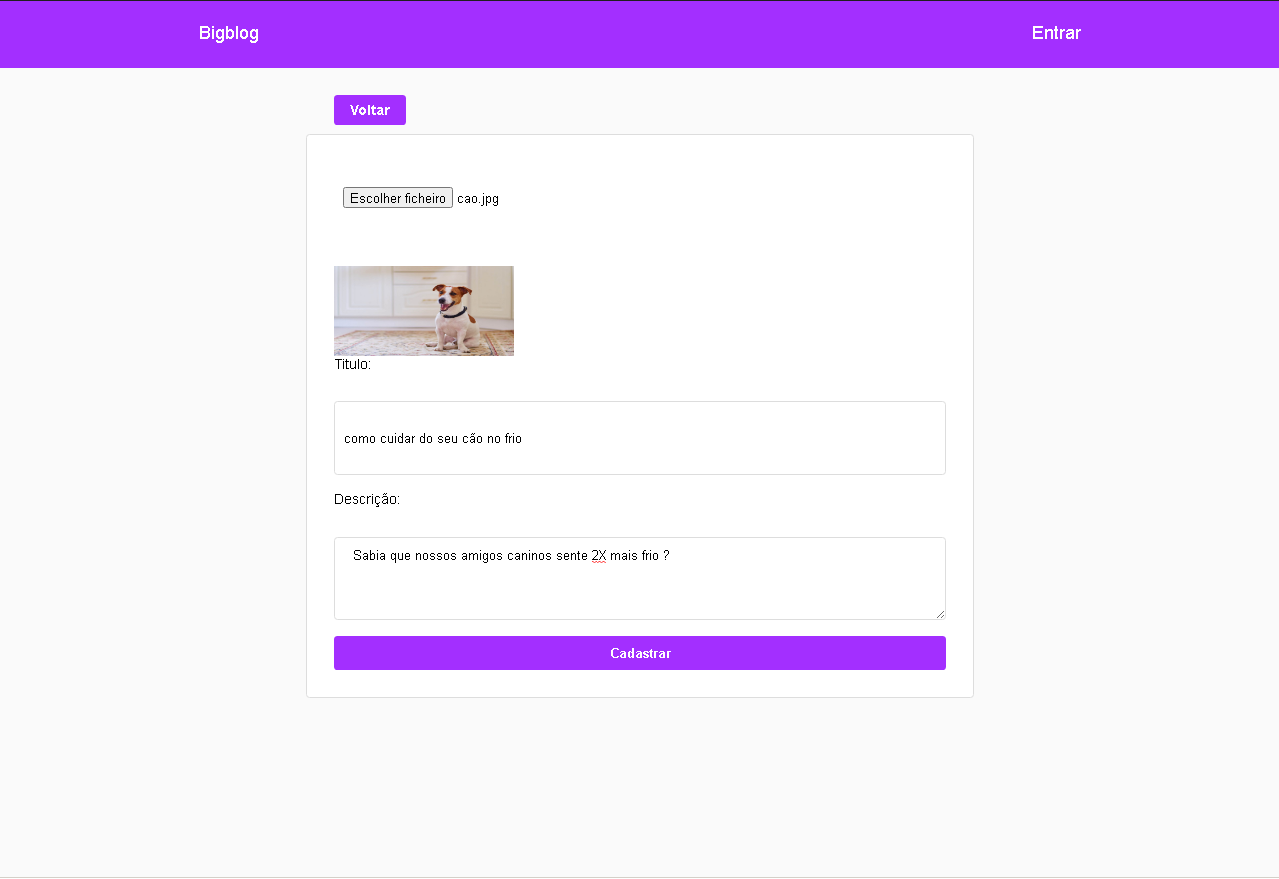 Bigblog Entrar
Voltar
Escolher ficheiro cao.jpg
Titulo:
como cuidar do seu cão no frio
Descrição:
Sabia que nossos amigos caninos sente 2X mais frio ?
Cadastrar